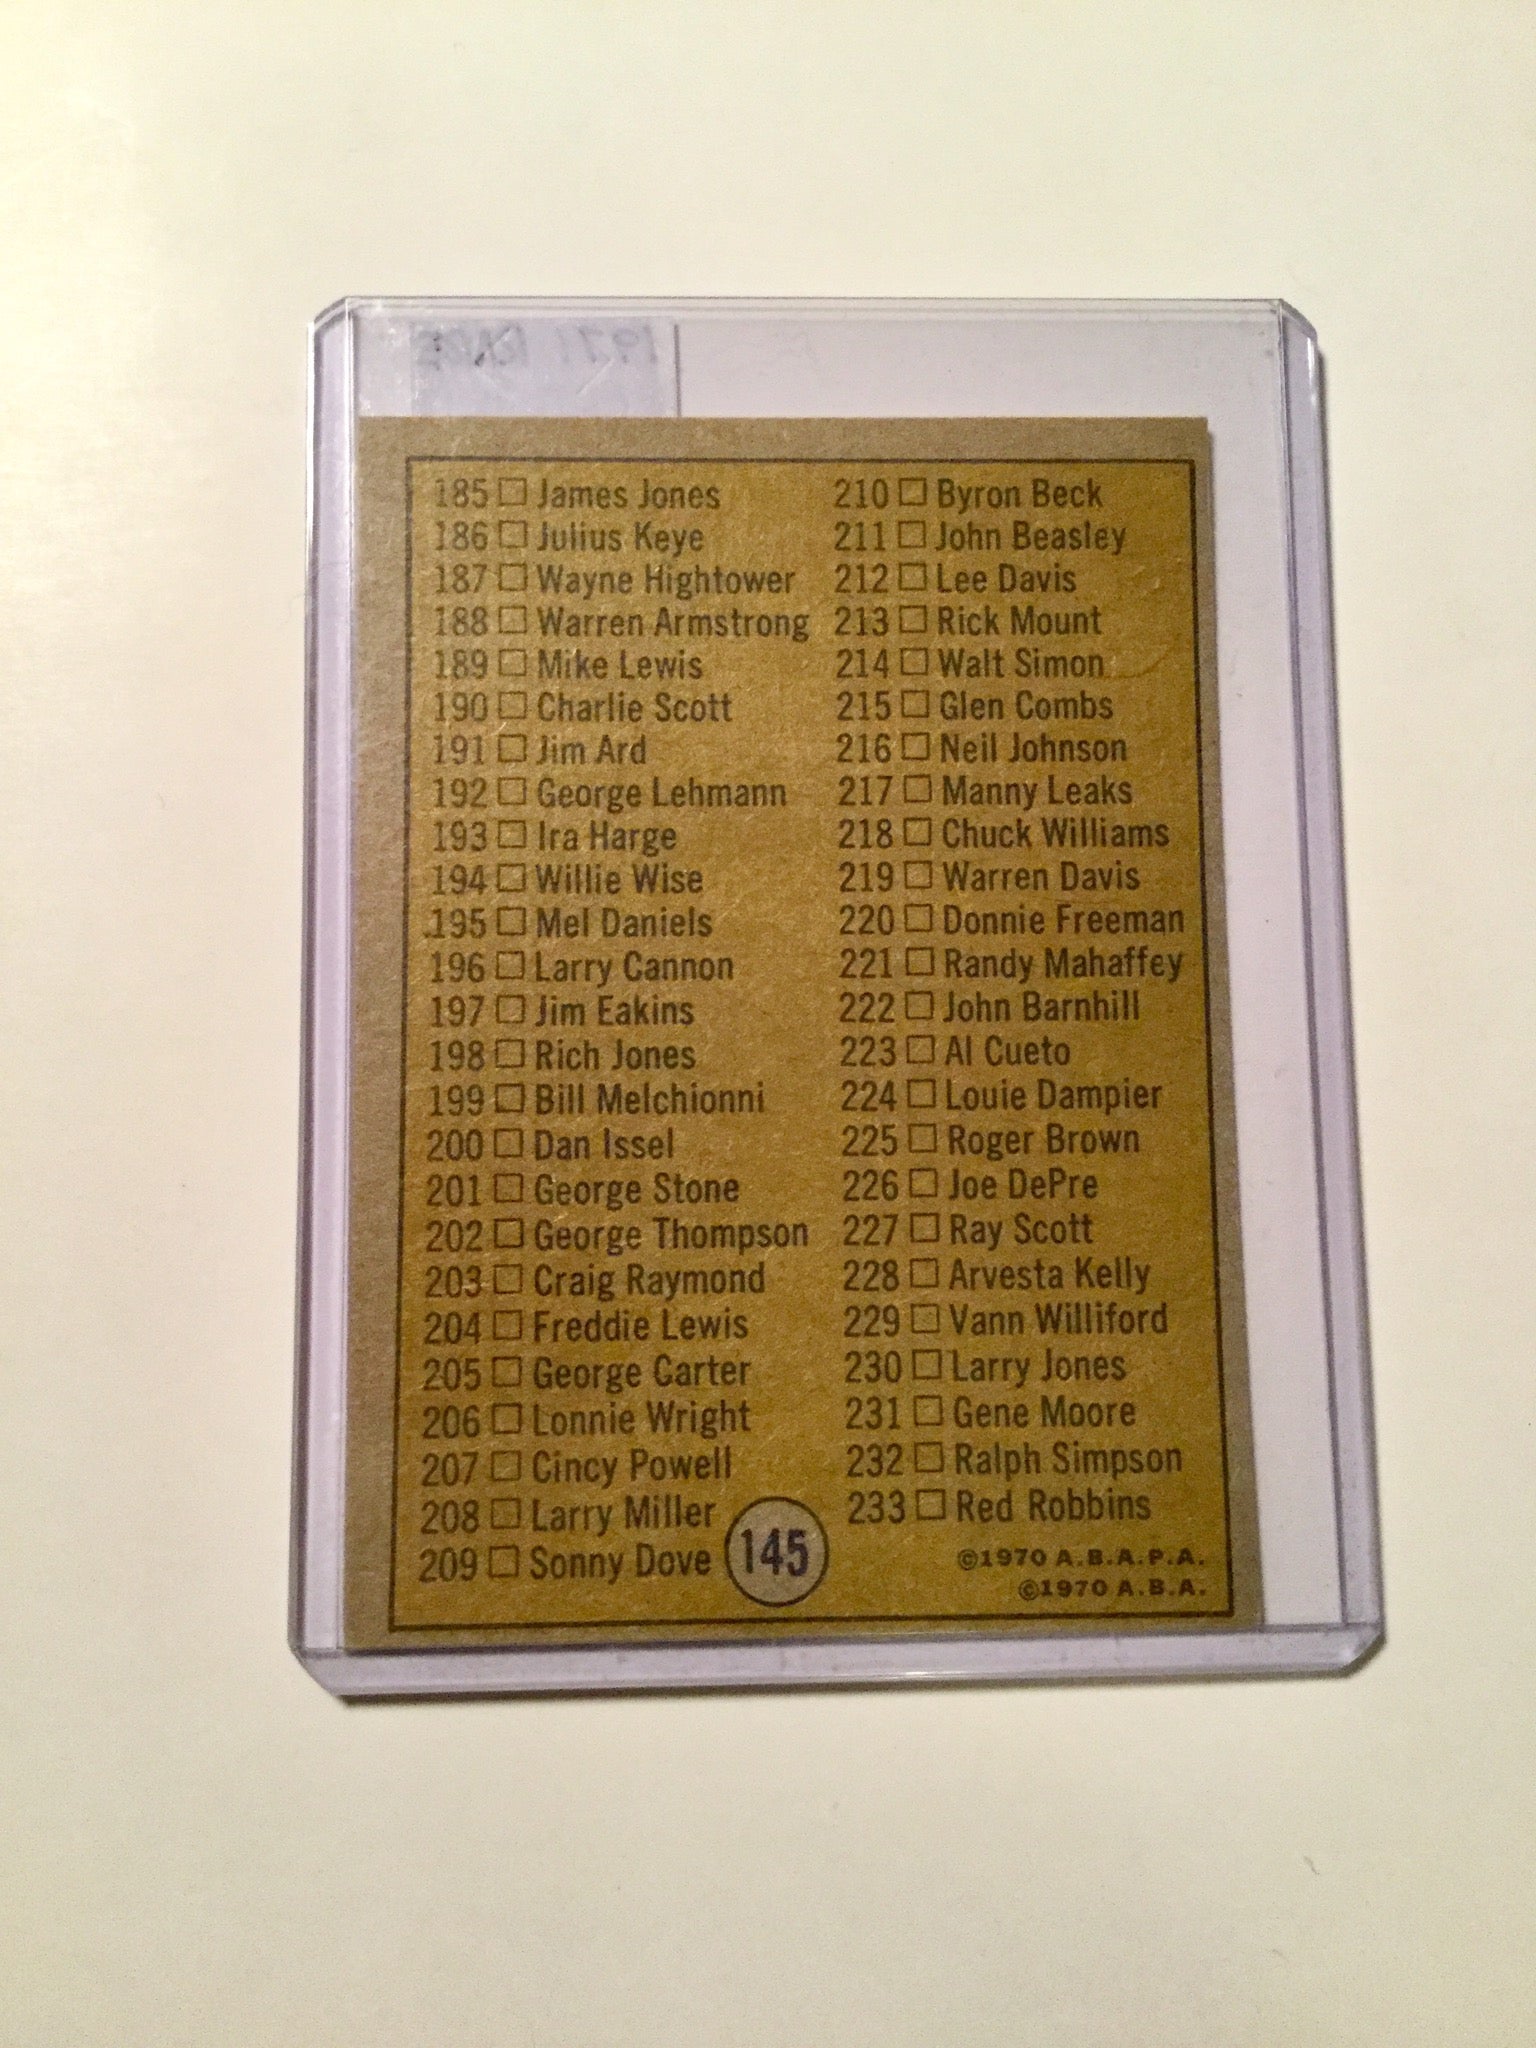 1971 RARE
185 □ James Jones
186 □ Julius Keye
187 □ Wayne Hightower
188 □ Warren Armstrong
189 □ Mike Lewis
190 □ Charlie Scott
191 □ Jim Ard
192 □ George Lehmann
193 □ Ira Harge
194 □ Willie Wise
195 □ Mel Daniels
196 □ Larry Cannon
197 □ Jim Eakins
198 □ Rich Jones
199 □ Bill Melchionni
200 □ Dan Issel
201 □ George Stone
202 □ George Thompson
203 □ Craig Raymond
204 □ Freddie Lewis
205 □ George Carter
206 □ Lonnie Wright
207 □ Cincy Powell
208 □ Larry Miller
209 □ Sonny Dove
210 □ Byron Beck
211 □ John Beasley
212 □ Lee Davis
213 □ Rick Mount
214 □ Walt Simon
215 □ Glen Combs
216 □ Neil Johnson
217 □ Manny Leaks
218 □ Chuck Williams
219 □ Warren Davis
220 □ Donnie Freeman
221 □ Randy Mahaffey
222 □ John Barnhill
223 □ Al Cueto
224 □ Louie Dampier
225 □ Roger Brown
226 □ Joe DePre
227 □ Ray Scott
228 □ Arvesta Kelly
229 □ Vann Williford
230 □ Larry Jones
231 □ Gene Moore
232 □ Ralph Simpson
233 □ Red Robbins
145
©1970 A.B.A.P.A.
©1970 A.B.A.